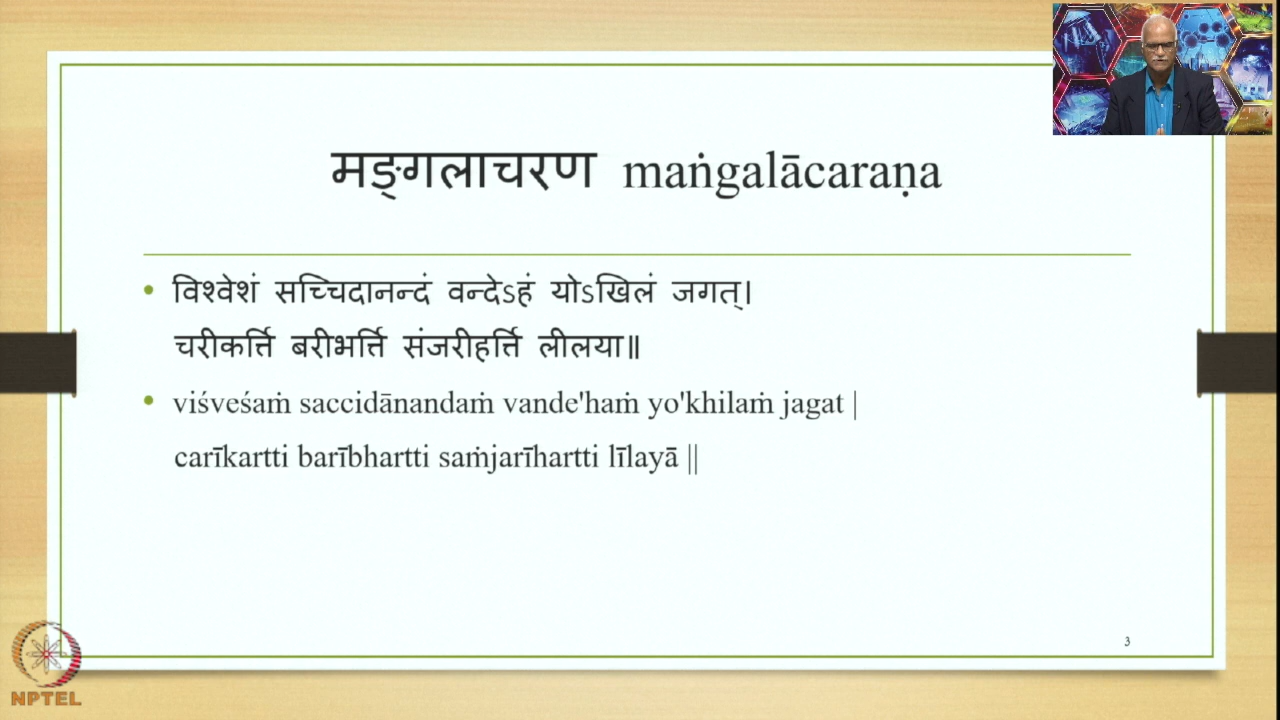 मङ्गलाचरण maṅgalācaraṇa
• विश्वेशं सच्चिदानन्दं वन्देऽहं योऽखिलं जगत्।
चरीकर्त्ति बरीभर्त्ति संजरीहर्त्ति लीलया॥
• viśveśaṁ saccidānandaṁ vande'haṁ yo'khilaṁ jagat |
carīkartti barībhartti saṁjarīhartti līlayā ||
3
NPTEL